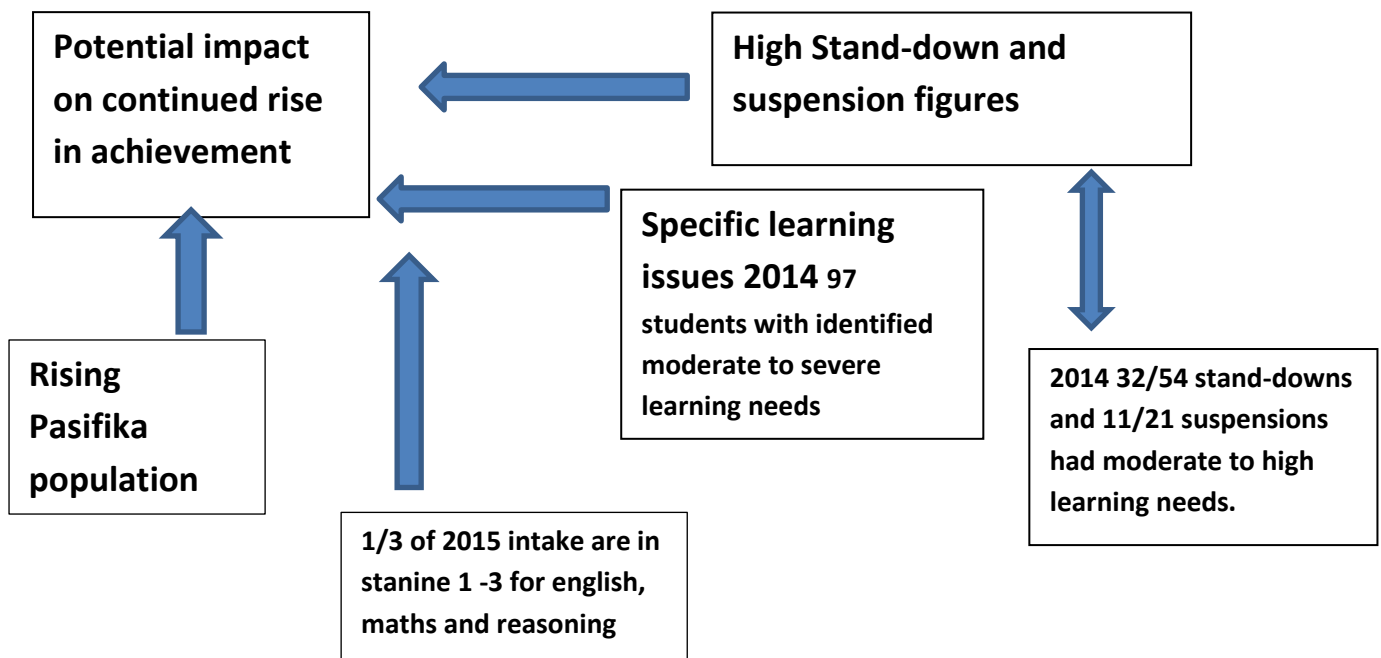 Potential impact
on continued rise
in achievement
High Stand-down and
suspension figures
Specific learning
issues 2014 97
students with identified
moderate to severe
learning needs
Rising
Pasifika
population
2014 32/54 stand-downs
and 11/21 suspensions
had moderate to high
learning needs.
1/3 of 2015 intake are in
stanine 1 -3 for english,
maths and reasoning